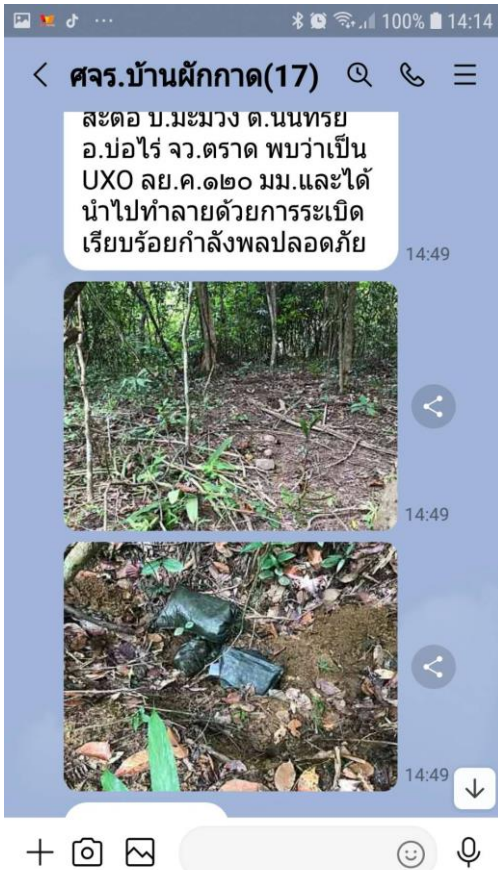 100% 14:14
ศจร.บ้านผักกาด(17)
สะตอ บ.มะม่วง ต.นนทรีย์
อ.บ่อไร่ จว.ตราด พบว่าเป็น
UXO ลย.ค.๑๒๐ มม.และได้
นำไปทำลายด้วยการระเบิด
เรียบร้อยกำลังพลปลอดภัย
14:49
14:49
14:49